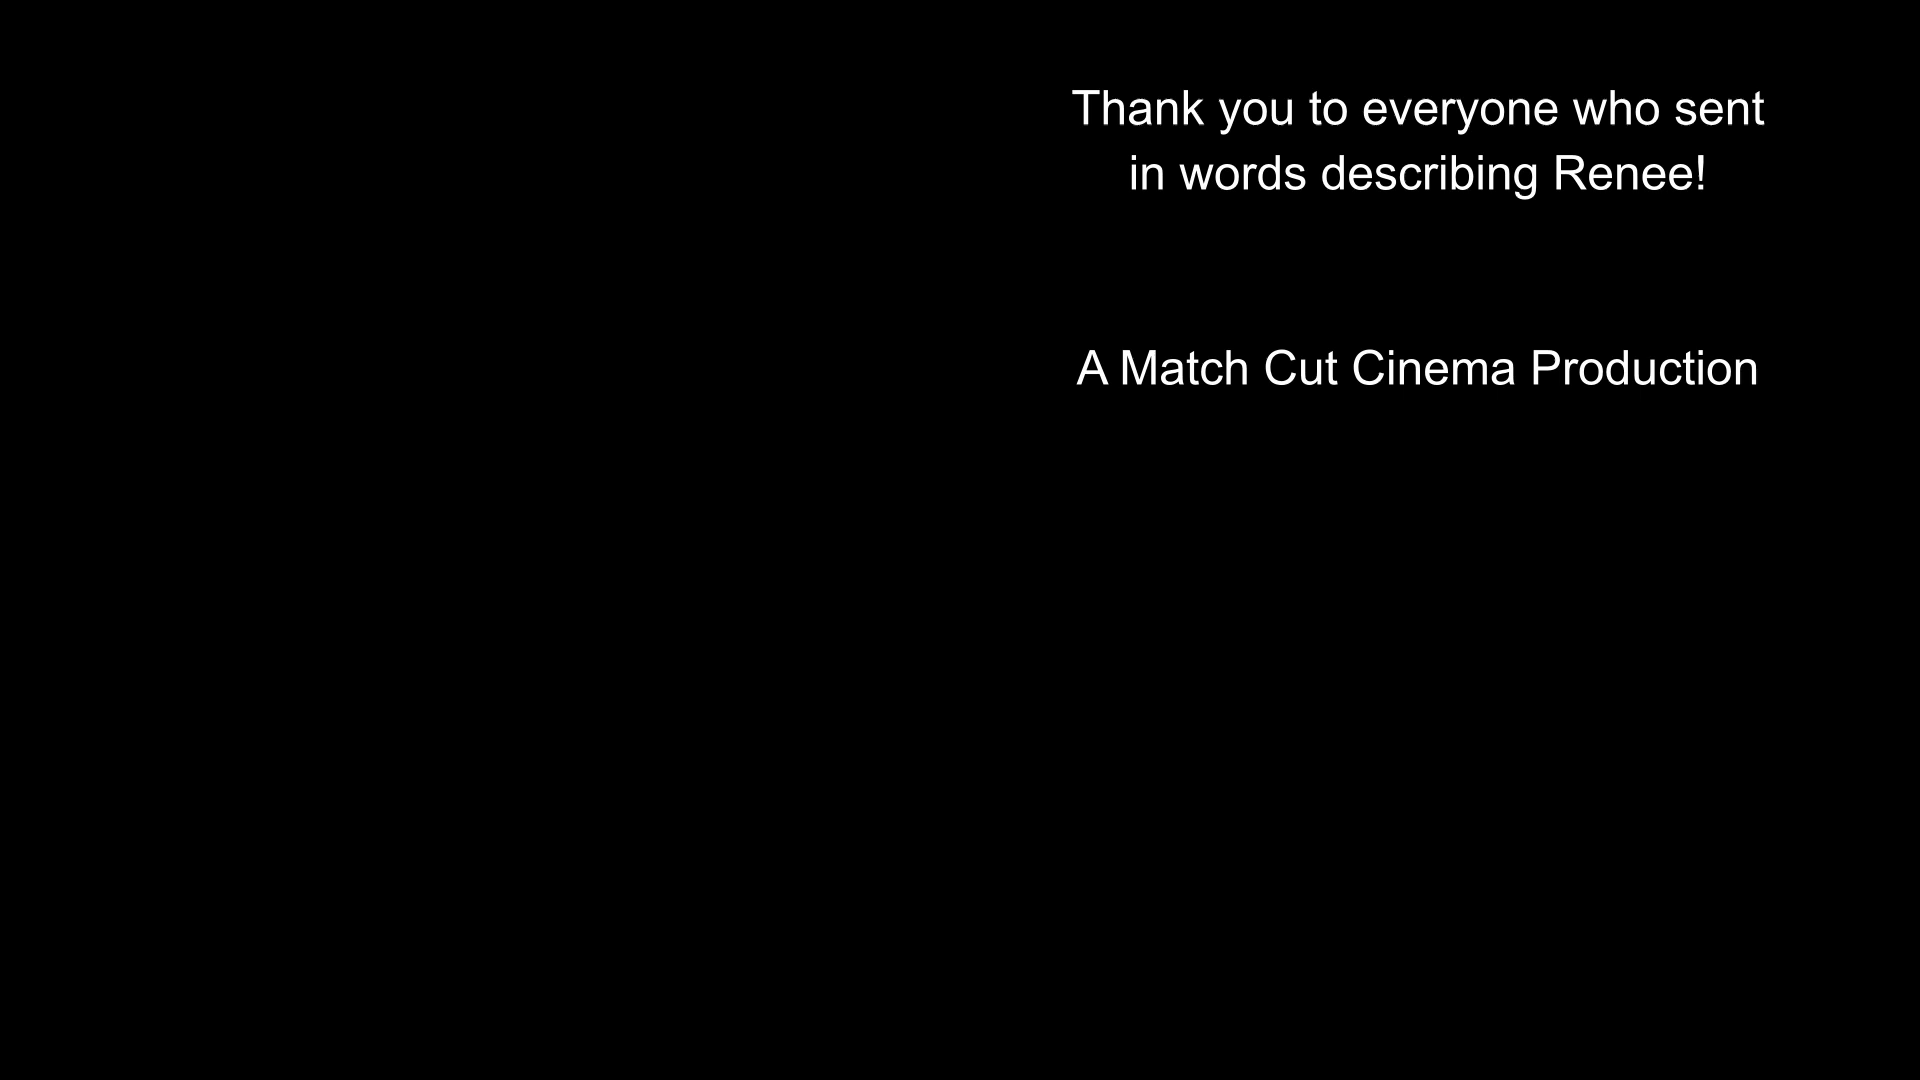 Thank you to everyone who sent
in words describing Renee!
A Match Cut Cinema Production